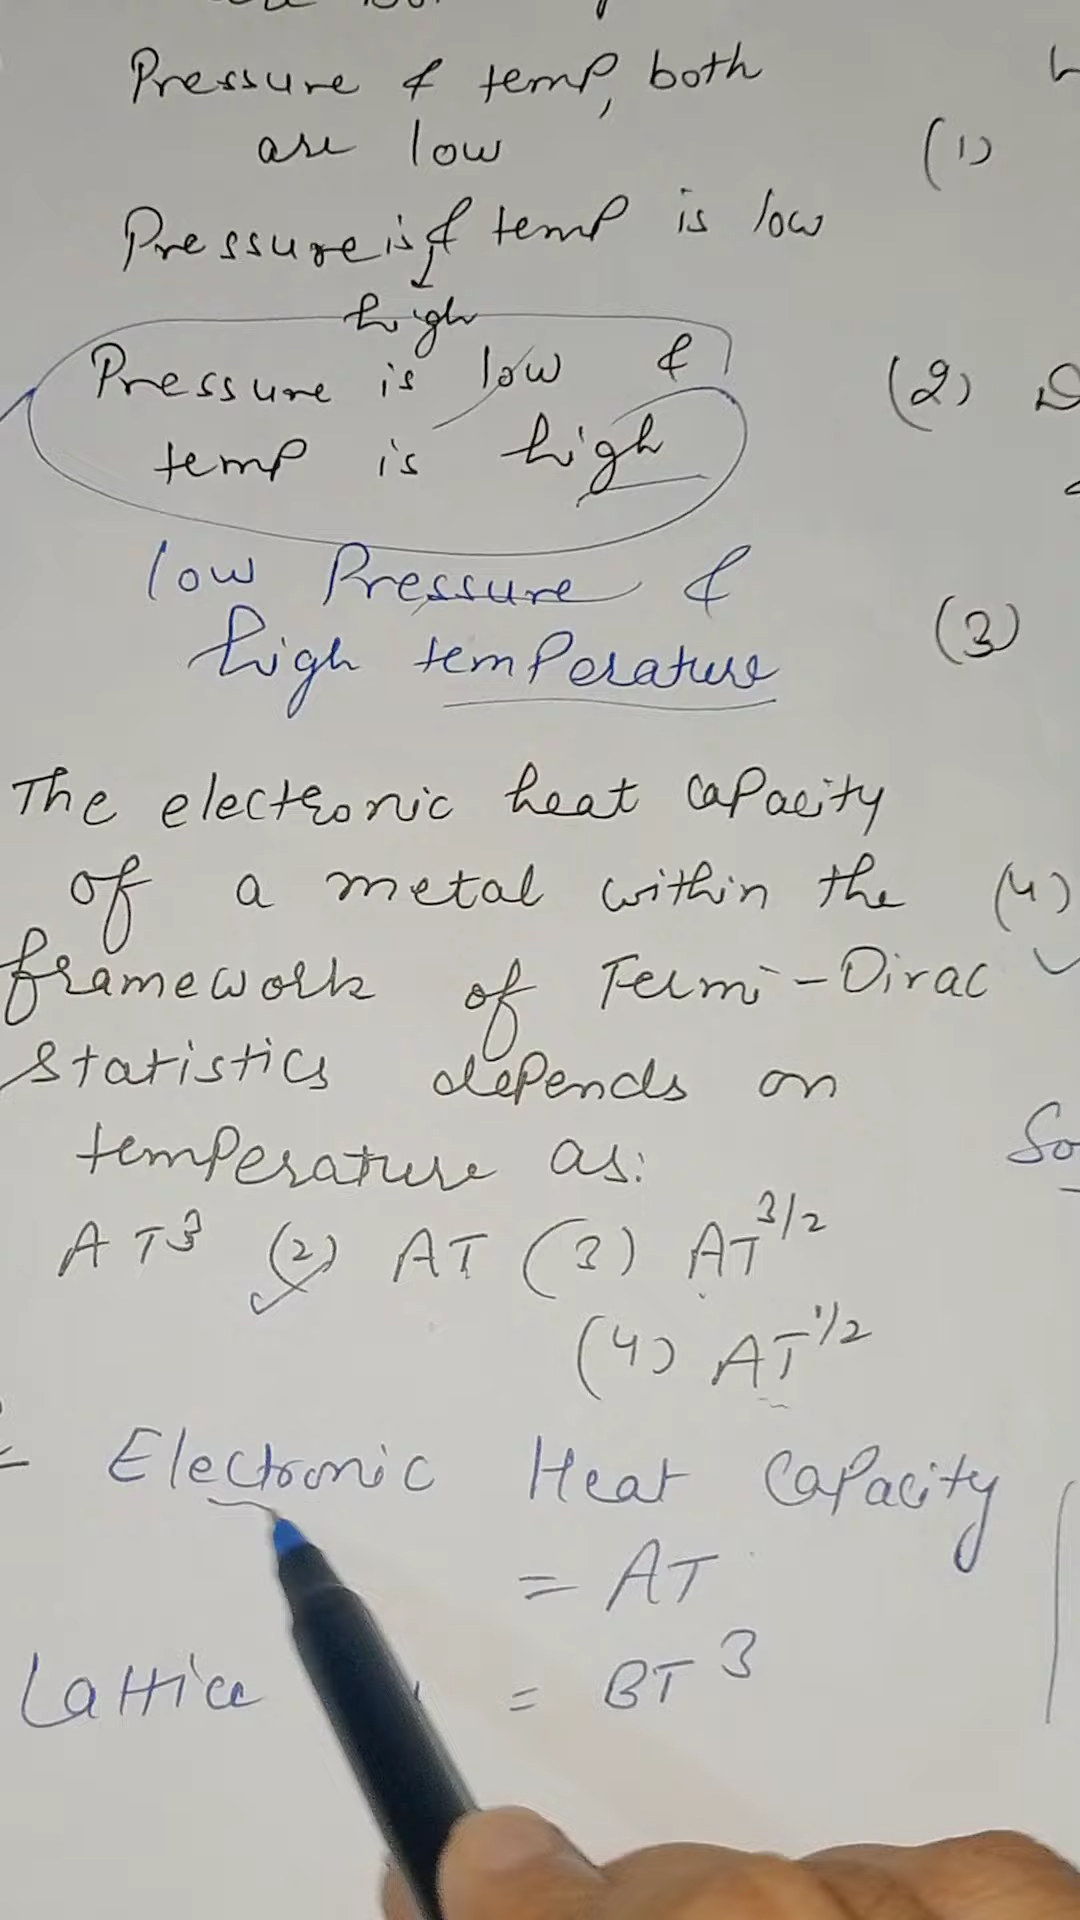 Pressure & temp, both
are low
(1)
Pressure is & temp is low
high
Pressure is low &
temp is high
(2)
low Pressure &
high temperature
(3)
The electronic heat capacity
of a metal within the
(4)
framework of Fermi-Dirac
statistics depends on
temperature as:
AT³ (2) AT (3) AT^3/2
(4) AT^1/2
Electronic Heat Capacity
= AT
Lattice = BT³